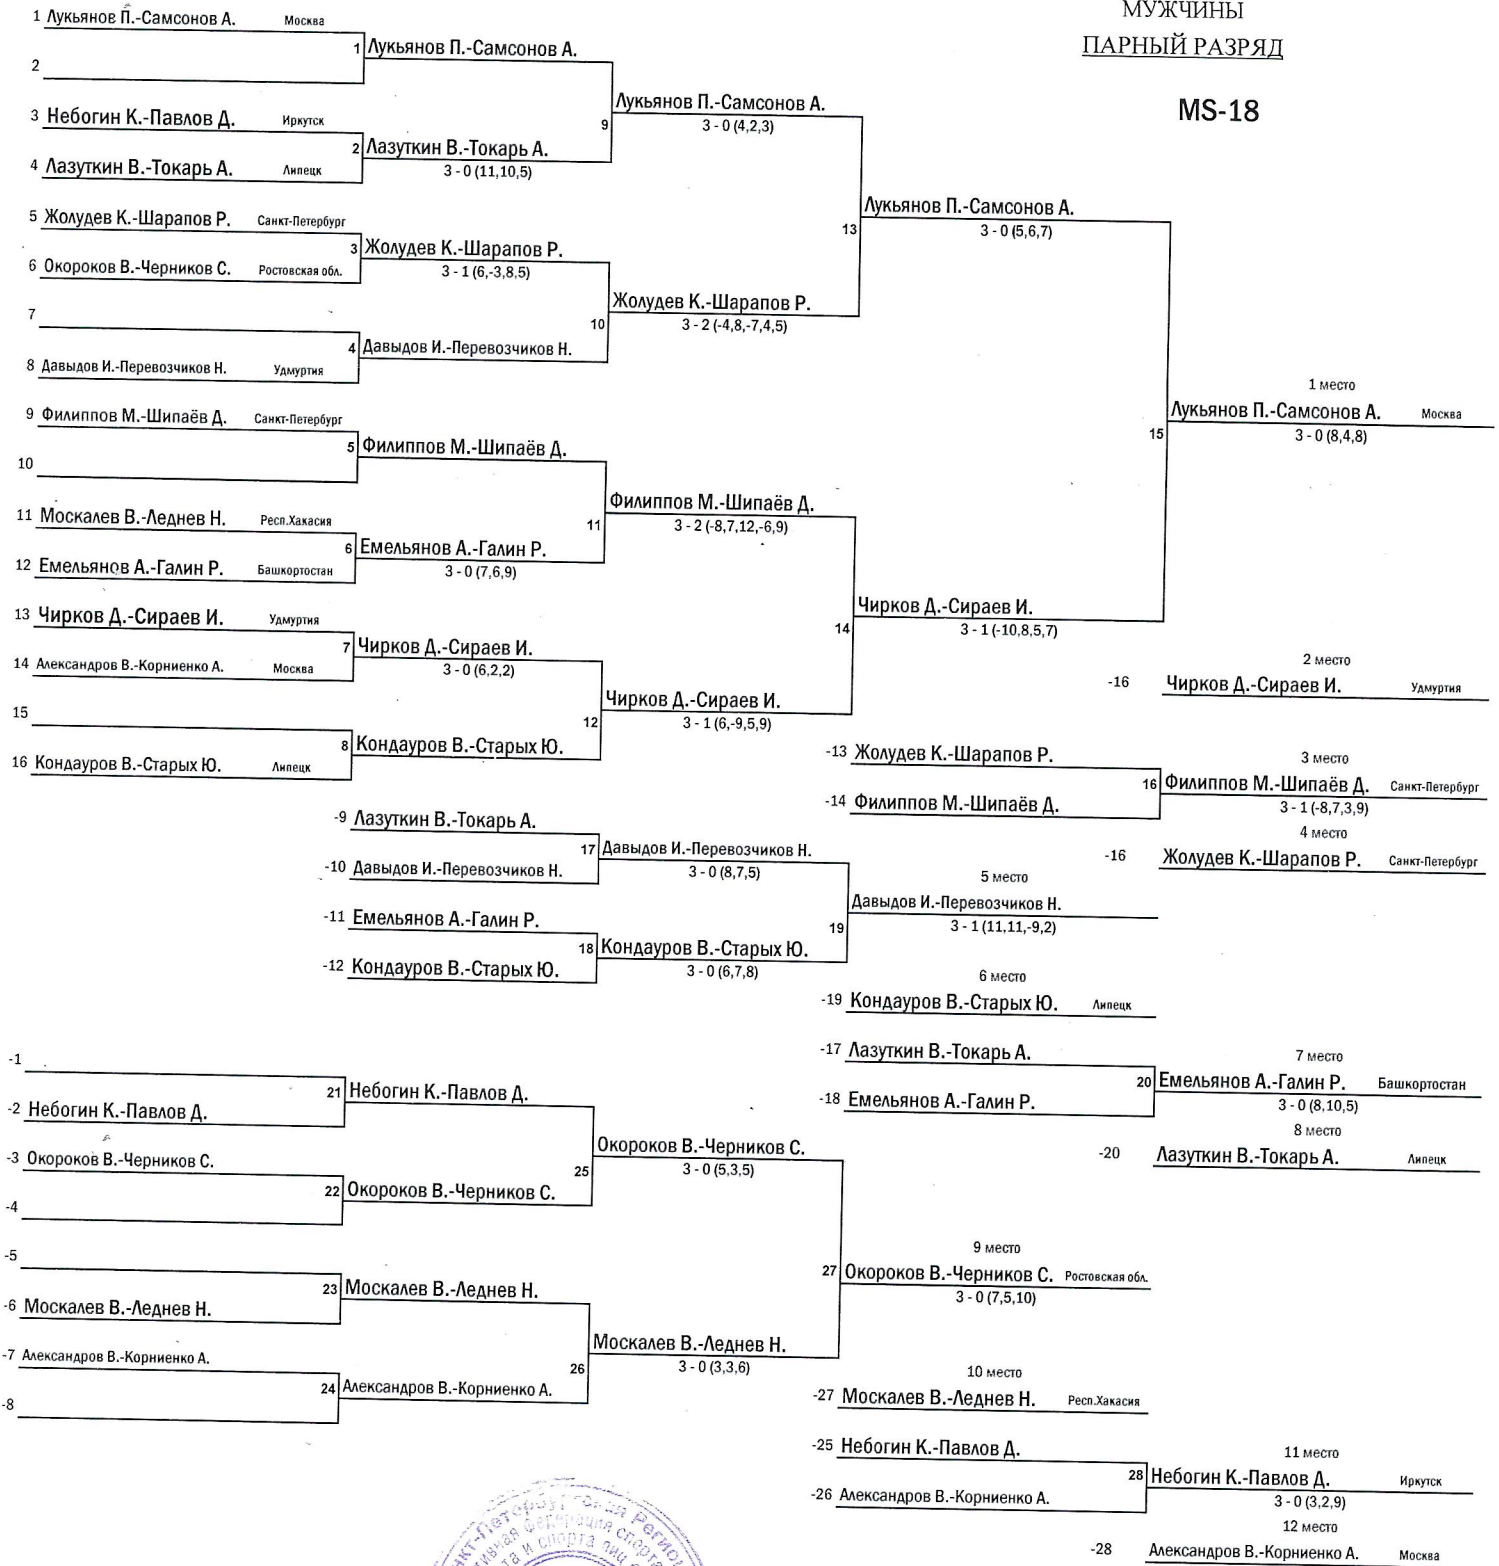 МУЖЧИНЫ
ПАРНЫЙ РАЗРЯД
MS-18
1 Лукьянов П.-Самсонов А. Москва
1 Лукьянов П.-Самсонов А.
2
9 Лукьянов П.-Самсонов А.
3 - 0 (4,2,3)
3 Небогин К.-Павлов Д. Иркутск
2 Лазуткин В.-Токарь А.
3 - 0 (11,10,5)
4 Лазуткин В.-Токарь А. Липецк
13 Лукьянов П.-Самсонов А.
3 - 0 (5,6,7)
5 Жолудев К.-Шарапов Р. Санкт-Петербург
3 Жолудев К.-Шарапов Р.
3 - 1 (6,-3,8,5)
6 Окороков В.-Черников С. Ростовская обл.
10 Жолудев К.-Шарапов Р.
3 - 2 (-4,8,-7,4,5)
7
4 Давыдов И.-Перевозчиков Н.
8 Давыдов И.-Перевозчиков Н. Удмуртия
1 место
15 Лукьянов П.-Самсонов А. Москва
3 - 0 (8,4,8)
9 Филиппов М.-Шипаёв Д. Санкт-Петербург
5 Филиппов М.-Шипаёв Д.
10
11 Филиппов М.-Шипаёв Д.
3 - 2 (-8,7,12,-6,9)
11 Москалев В.-Леднев Н. Респ.Хакасия
6 Емельянов А.-Галин Р.
3 - 0 (7,6,9)
12 Емельянов А.-Галин Р. Башкортостан
14 Чирков Д.-Сираев И.
3 - 1 (-10,8,5,7)
13 Чирков Д.-Сираев И. Удмуртия
7 Чирков Д.-Сираев И.
3 - 0 (6,2,2)
14 Александров В.-Корниенко А. Москва
12 Чирков Д.-Сираев И.
3 - 1 (6,-9,5,9)
15
8 Кондауров В.-Старых Ю.
16 Кондауров В.-Старых Ю. Липецк
2 место
-16 Чирков Д.-Сираев И. Удмуртия
-13 Жолудев К.-Шарапов Р.
3 место
16 Филиппов М.-Шипаёв Д. Санкт-Петербург
3 - 1 (-8,7,3,9)
-14 Филиппов М.-Шипаёв Д.
4 место
-16 Жолудев К.-Шарапов Р. Санкт-Петербург
-9 Лазуткин В.-Токарь А.
17 Давыдов И.-Перевозчиков Н.
3 - 0 (8,7,5)
-10 Давыдов И.-Перевозчиков Н.
5 место
19 Давыдов И.-Перевозчиков Н.
3 - 1 (11,11,-9,2)
-11 Емельянов А.-Галин Р.
18 Кондауров В.-Старых Ю.
3 - 0 (6,7,8)
-12 Кондауров В.-Старых Ю.
6 место
-19 Кондауров В.-Старых Ю. Липецк
-17 Лазуткин В.-Токарь А.
7 место
20 Емельянов А.-Галин Р. Башкортостан
3 - 0 (8,10,5)
-18 Емельянов А.-Галин Р.
8 место
-20 Лазуткин В.-Токарь А. Липецк
-1
21 Небогин К.-Павлов Д.
-2 Небогин К.-Павлов Д.
25 Окороков В.-Черников С.
3 - 0 (5,3,5)
-3 Окороков В.-Черников С.
22 Окороков В.-Черников С.
-4
9 место
27 Окороков В.-Черников С. Ростовская обл.
3 - 0 (7,5,10)
-5
23 Москалев В.-Леднев Н.
-6 Москалев В.-Леднев Н.
26 Москалев В.-Леднев Н.
3 - 0 (3,3,6)
-7 Александров В.-Корниенко А.
24 Александров В.-Корниенко А.
-8
10 место
-27 Москалев В.-Леднев Н. Респ.Хакасия
-25 Небогин К.-Павлов Д.
11 место
28 Небогин К.-Павлов Д. Иркутск
3 - 0 (3,2,9)
-26 Александров В.-Корниенко А.
12 место
-28 Александров В.-Корниенко А. Москва